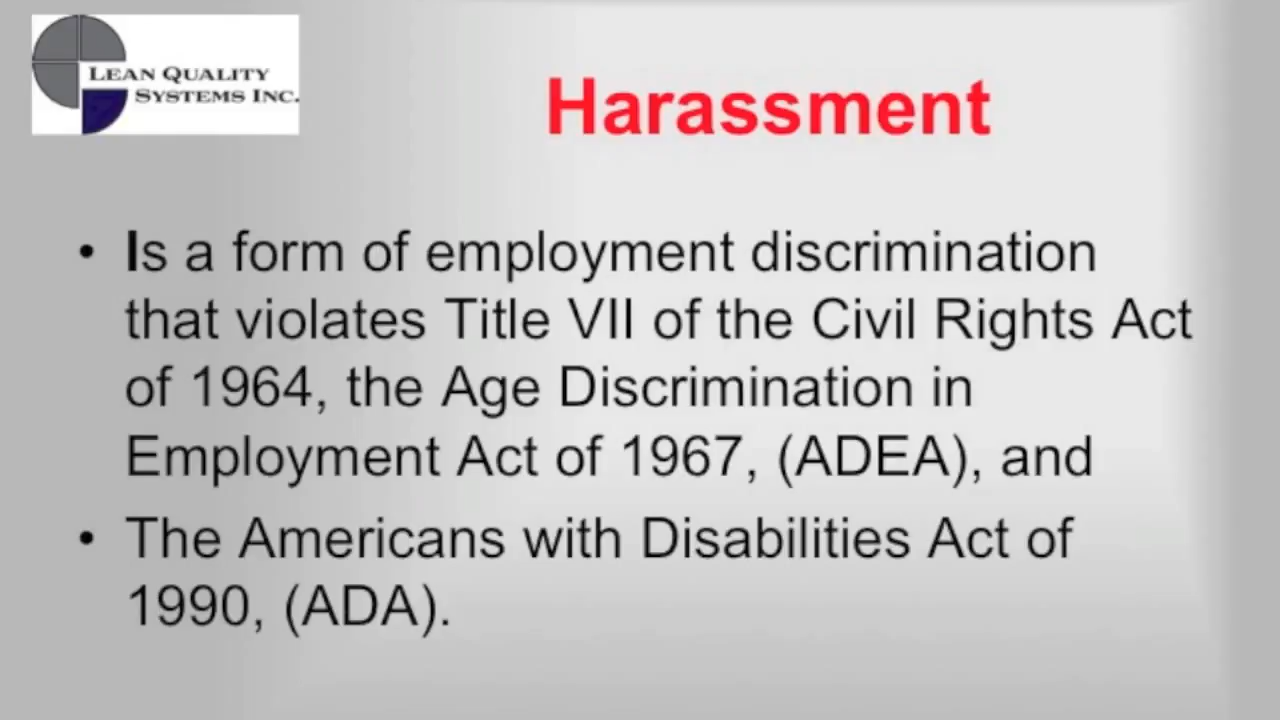 LEAN QUALITY
SYSTEMS INC.
Harassment
• Is a form of employment discrimination
that violates Title VII of the Civil Rights Act
of 1964, the Age Discrimination in
Employment Act of 1967, (ADEA), and
• The Americans with Disabilities Act of
1990, (ADA).